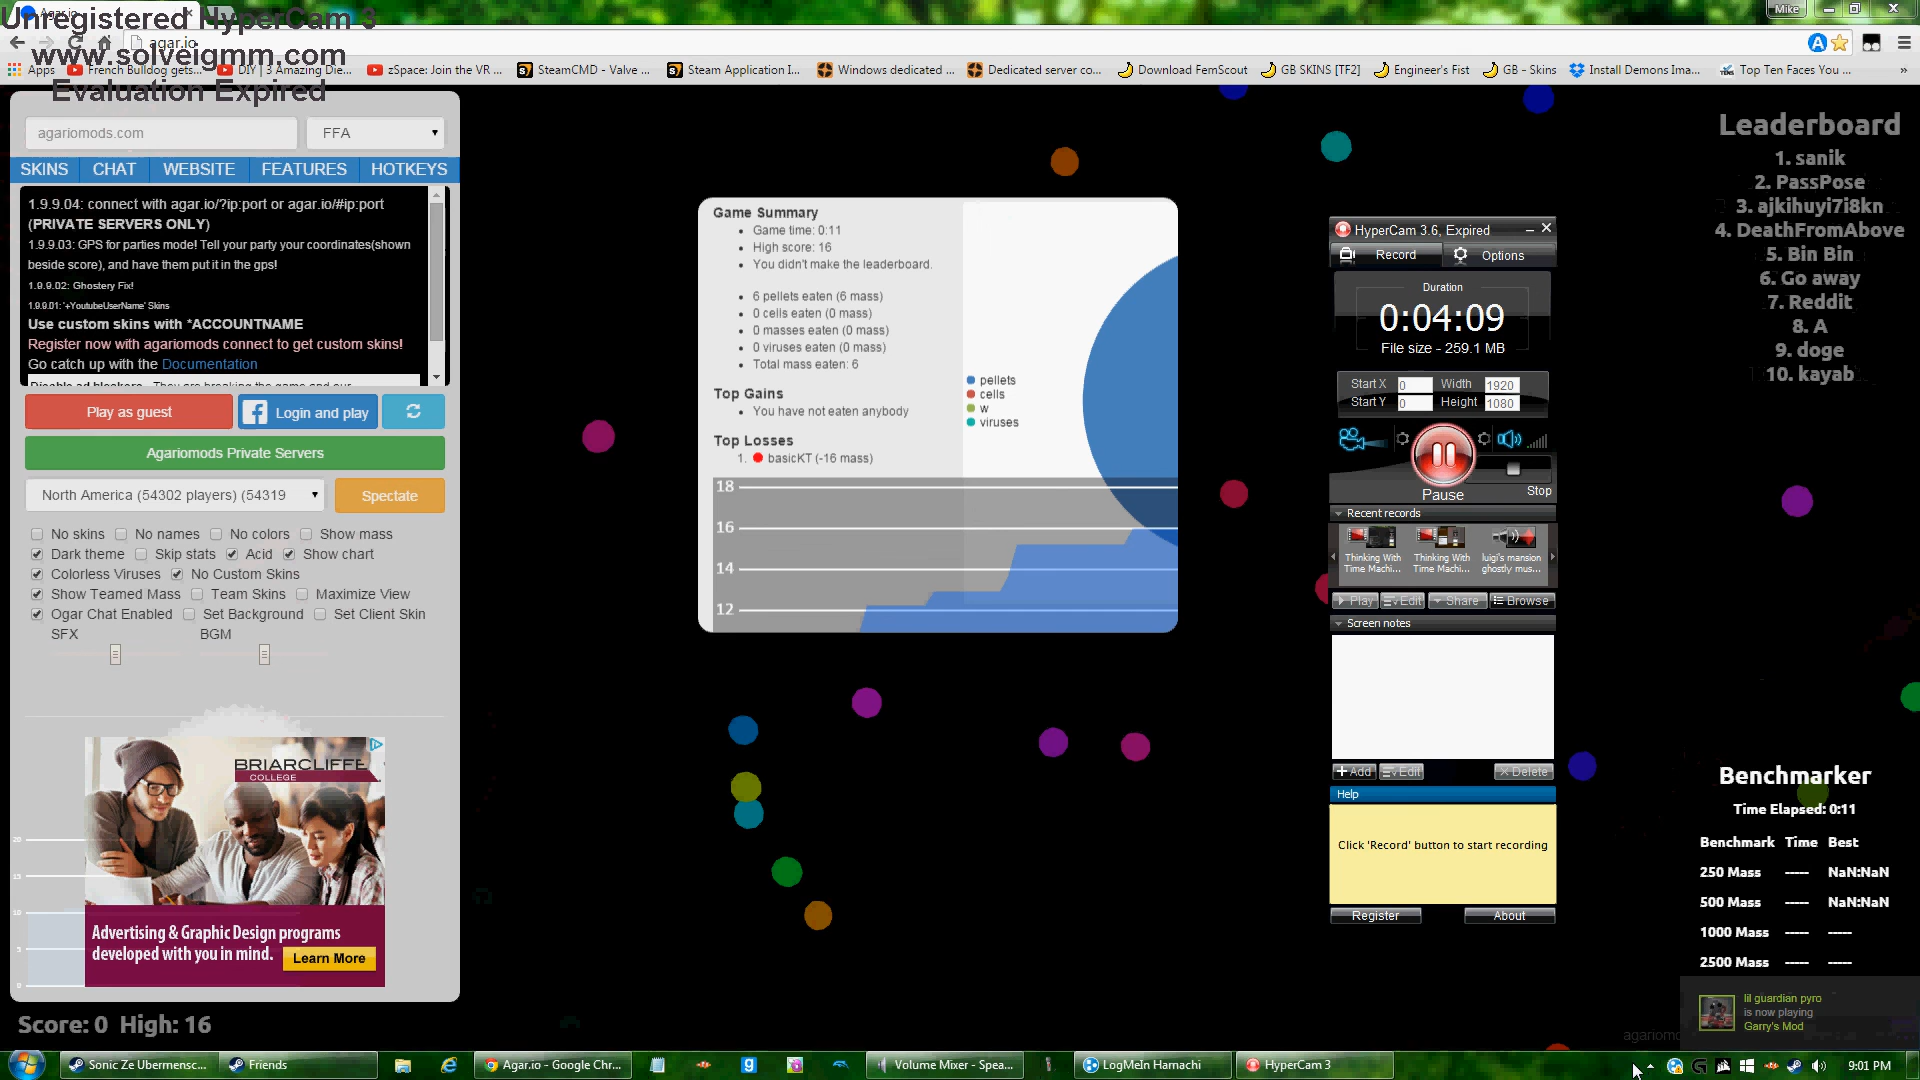 Unregistered HyperCam 3
www.solveigmm.com
Evaluation Expired
Agar.io
Mike
agar.io
Apps
French Bulldog gets...
DIY | 3 Amazing Die...
zSpace: Join the VR ...
SteamCMD - Valve ...
Steam Application I...
Windows dedicated ...
Dedicated server co...
Download FemScout
GB SKINS [TF2]
Engineer's Fist
GB - Skins
Install Demons Ima...
Top Ten Faces You ...
agariomods.com
FFA
SKINS CHAT WEBSITE FEATURES HOTKEYS
1.9.9.04: connect with agar.io/?ip:port or agar.io/#ip:port
(PRIVATE SERVERS ONLY)
1.9.9.03: GPS for parties mode! Tell your party your coordinates(shown
beside score), and have them put it in the gps!
1.9.9.02: Ghostery Fix!
1.9.9.01: '+YoutubeUserName' Skins
Use custom skins with *ACCOUNTNAME
Register now with agariomods connect to get custom skins!
Go catch up with the Documentation
Play as guest
Login and play
Agariomods Private Servers
North America (54302 players) (54319
Spectate
No skins No names No colors Show mass
Dark theme Skip stats Acid Show chart
Colorless Viruses No Custom Skins
Show Teamed Mass Team Skins Maximize View
Ogar Chat Enabled Set Background Set Client Skin
SFX BGM
BRIARCLIFFE
COLLEGE
Advertising & Graphic Design programs
developed with you in mind.
Learn More
20
15
10
5
0
Score: 0 High: 16
Game Summary
Game time: 0:11
High score: 16
You didn't make the leaderboard.
6 pellets eaten (6 mass)
0 cells eaten (0 mass)
0 masses eaten (0 mass)
0 viruses eaten (0 mass)
Total mass eaten: 6
Top Gains
You have not eaten anybody
Top Losses
1. basicKT (-16 mass)
pellets
cells
w
viruses
18
16
14
12
HyperCam 3.6, Expired
Record Options
Duration
0:04:09
File size - 259.1 MB
Start X 0 Width 1920
Start Y 0 Height 1080
Pause
Stop
Recent records
Thinking With
Time Machi...
Thinking With
Time Machi...
luigi's mansion
ghostly mus...
Play Edit Share Browse
Screen notes
Add Edit Delete
Help
Click 'Record' button to start recording
Register About
Leaderboard
1. sanik
2. PassPose
3. ajkihuyi7i8kn
4. DeathFromAbove
5. Bin Bin
6. Go away
7. Reddit
8. A
9. doge
10. kayab
Benchmarker
Time Elapsed: 0:11
Benchmark Time Best
250 Mass ----- NaN:NaN
500 Mass ----- NaN:NaN
1000 Mass ----- -----
2500 Mass ----- -----
lil guardian pyro
is now playing
Garry's Mod
Sonic Ze Ubermensc...
Friends
Agar.io - Google Chr...
Volume Mixer - Spea...
LogMeIn Hamachi
HyperCam 3
9:01 PM